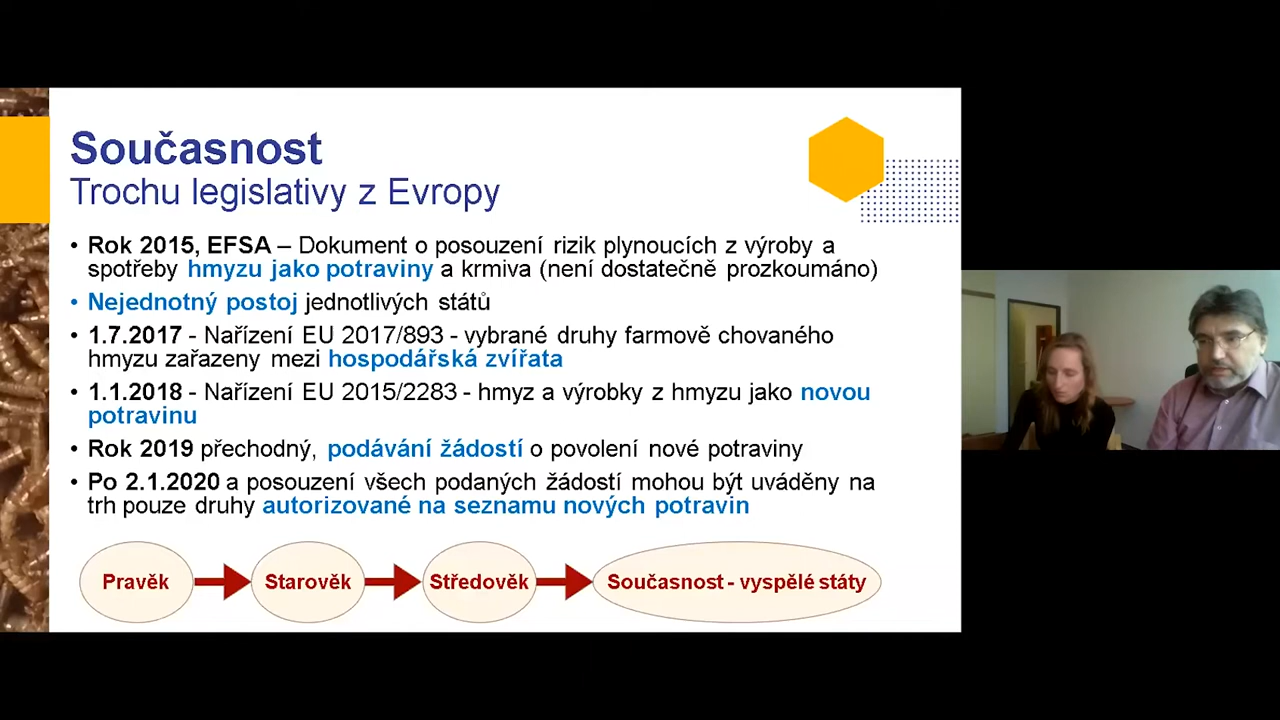 Současnost
Trochu legislativy z Evropy
• Rok 2015, EFSA – Dokument o posouzení rizik plynoucích z výroby a
spotřeby hmyzu jako potraviny a krmiva (není dostatečně prozkoumáno)
• Nejednotný postoj jednotlivých států
• 1.7.2017 - Nařízení EU 2017/893 - vybrané druhy farmově chovaného
hmyzu zařazeny mezi hospodářská zvířata
• 1.1.2018 - Nařízení EU 2015/2283 - hmyz a výrobky z hmyzu jako novou
potravinu
• Rok 2019 přechodný, podávání žádostí o povolení nové potraviny
• Po 2.1.2020 a posouzení všech podaných žádostí mohou být uváděny na
trh pouze druhy autorizované na seznamu nových potravin
Pravěk
Starověk
Středověk
Současnost - vyspělé státy